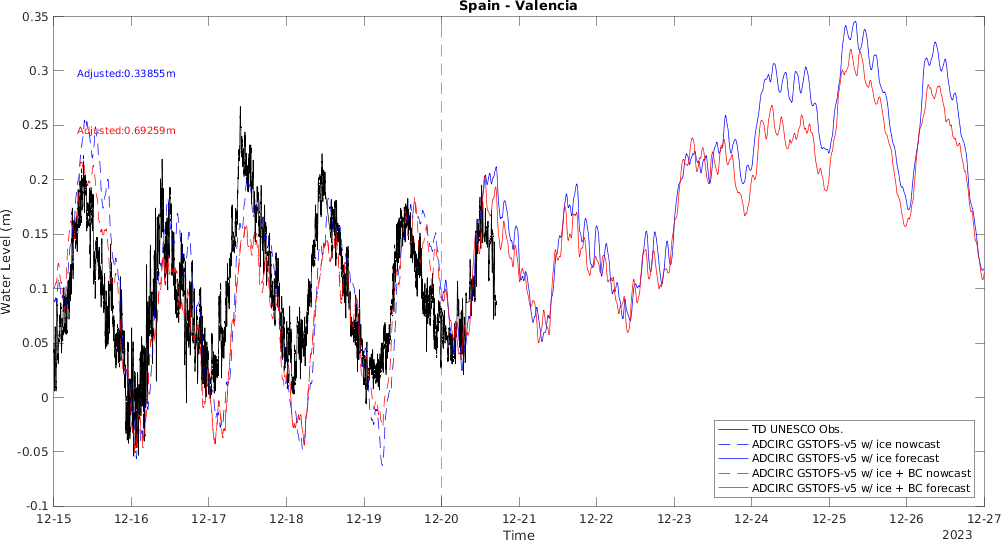 Spain - Valencia
0.35
0.3
0.25
0.2
0.15
0.1
0.05
0
-0.05
-0.1
Water Level (m)
Adjusted:0.33855m
Adjusted:0.69259m
TD UNESCO Obs.
ADCIRC GSTOFS-v5 w/ ice nowcast
ADCIRC GSTOFS-v5 w/ ice forecast
ADCIRC GSTOFS-v5 w/ ice + BC nowcast
ADCIRC GSTOFS-v5 w/ ice + BC forecast
12-15 12-16 12-17 12-18 12-19 12-20 12-21 12-22 12-23 12-24 12-25 12-26 12-27
Time
2023